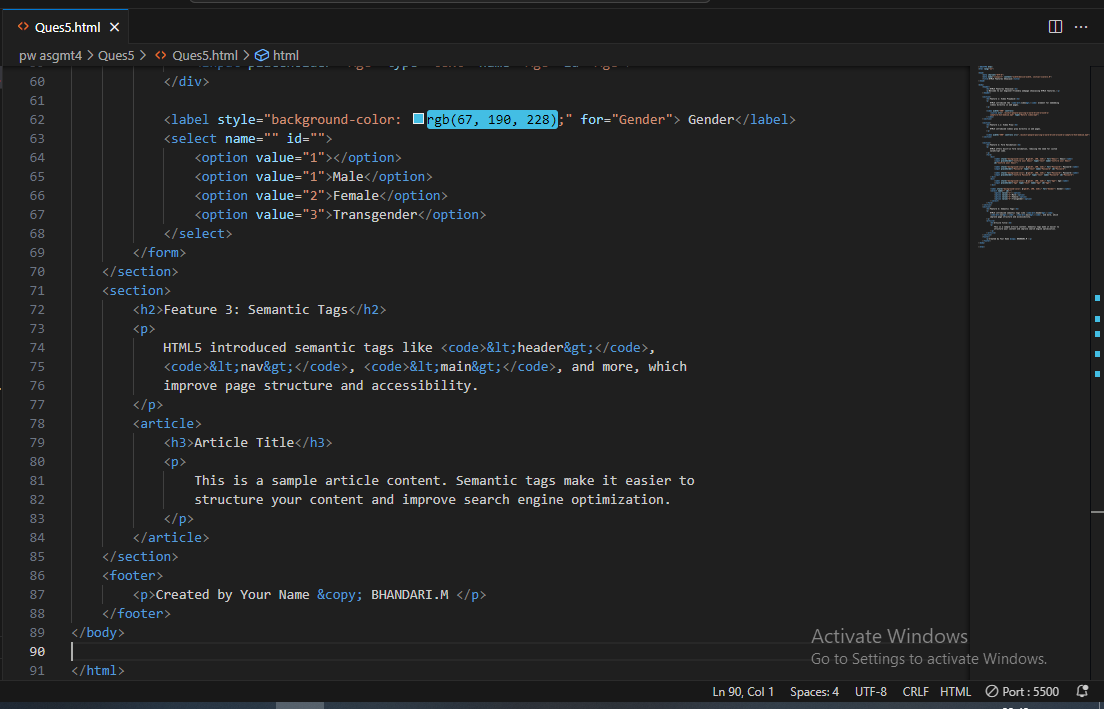 Ques5.html
pw asgmt4 > Ques5 > Ques5.html > html
60 </div>
61
62 <label style="background-color: rgb(67, 190, 228);" for="Gender"> Gender</label>
63 <select name="" id="">
64 <option value="1"></option>
65 <option value="1">Male</option>
66 <option value="2">Female</option>
67 <option value="3">Transgender</option>
68 </select>
69 </form>
70 </section>
71 <section>
72 <h2>Feature 3: Semantic Tags</h2>
73 <p>
74 HTML5 introduced semantic tags like <code>&lt;header&gt;</code>,
75 <code>&lt;nav&gt;</code>, <code>&lt;main&gt;</code>, and more, which
76 improve page structure and accessibility.
77 </p>
78 <article>
79 <h3>Article Title</h3>
80 <p>
81 This is a sample article content. Semantic tags make it easier to
82 structure your content and improve search engine optimization.
83 </p>
84 </article>
85 </section>
86 <footer>
87 <p>Created by Your Name &copy; BHANDARI.M </p>
88 </footer>
89 </body>
90
91 </html>
Activate Windows
Go to Settings to activate Windows.
Ln 90, Col 1 Spaces: 4 UTF-8 CRLF HTML Port : 5500